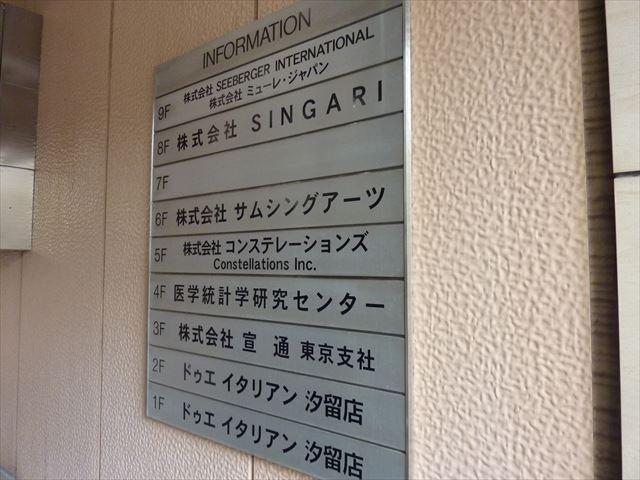 INFORMATION
9F 株式会社 SEEBERGER INTERNATIONAL
株式会社 ミューレ・ジャパン
8F 株式会社 SINGARI
7F
6F 株式会社 サムシングアーツ
5F 株式会社 コンステレーションズ
Constellations Inc.
4F 医学統計学研究センター
3F 株式会社 宣 通 東京支社
2F ドゥエ イタリアン 汐留店
1F ドゥエ イタリアン 汐留店